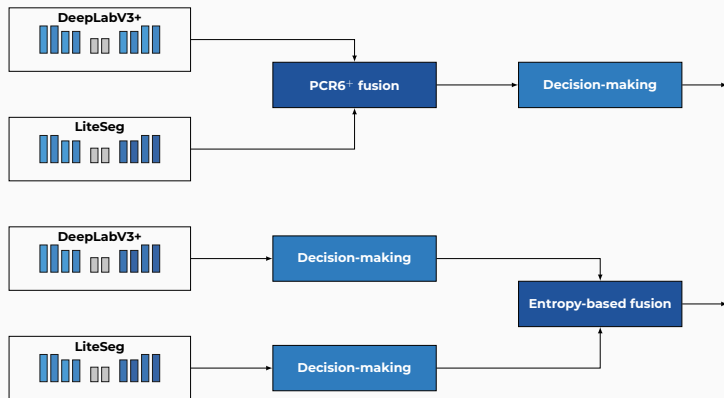 DeepLabV3+
PCR6⁺ fusion
Decision-making
LiteSeg
DeepLabV3+
Decision-making
Entropy-based fusion
LiteSeg
Decision-making